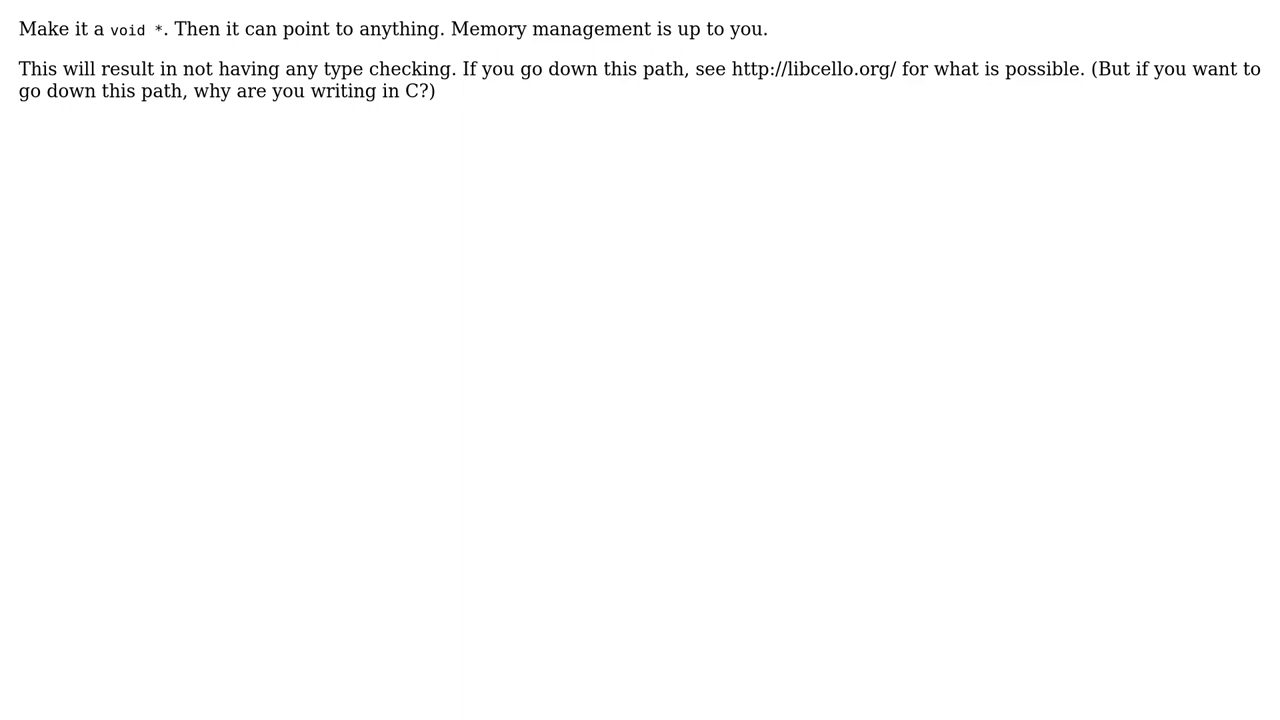 Make it a void *. Then it can point to anything. Memory management is up to you.
This will result in not having any type checking. If you go down this path, see http://libcello.org/ for what is possible. (But if you want to
go down this path, why are you writing in C?)